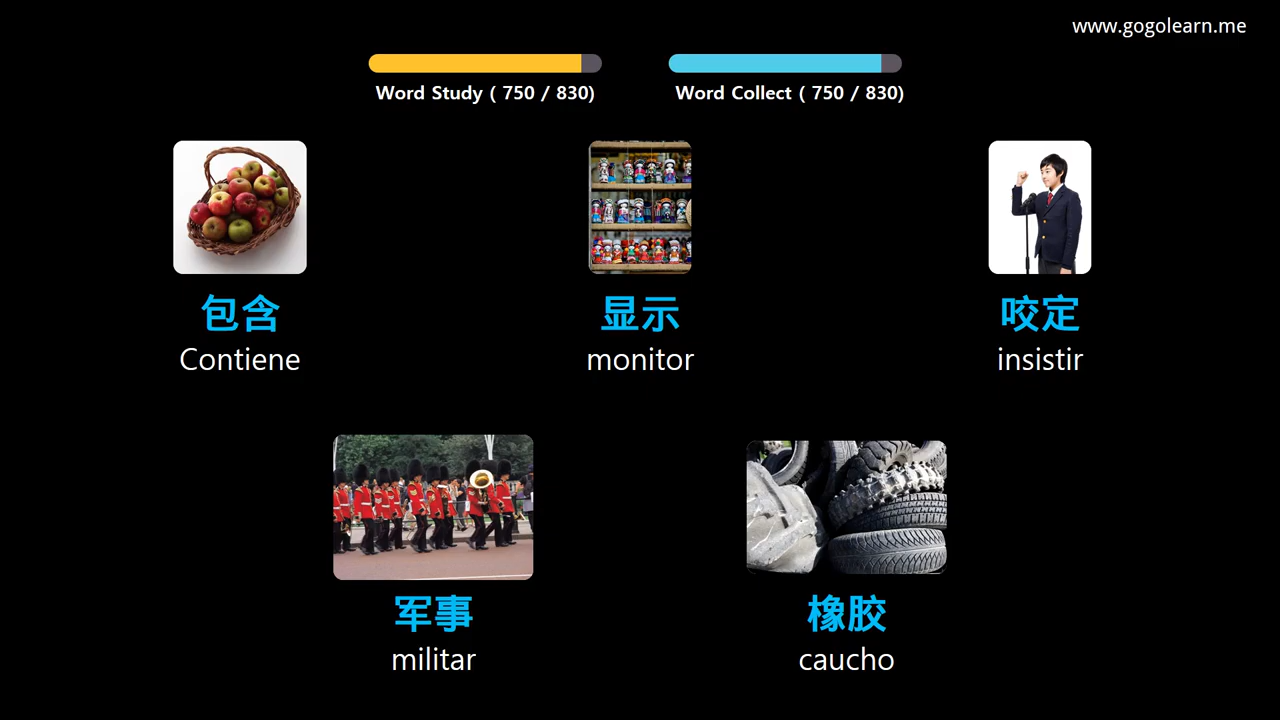 www.gogolearn.me
Word Study ( 750 / 830)
Word Collect ( 750 / 830)
包含
Contiene
显示
monitor
咬定
insistir
军事
militar
橡胶
caucho